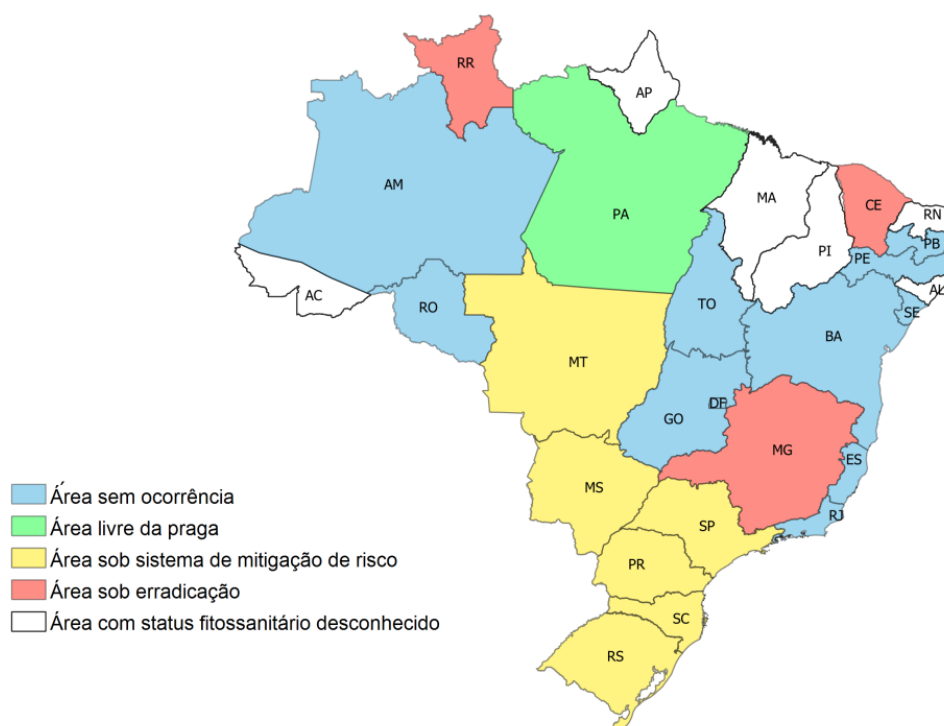 RR
AP
AM
PA
MA
CE
RN
PI
PB
PE
AC
RO
TO
AL
SE
BA
MT
GO
DF
MG
ES
MS
RJ
SP
PR
SC
RS
Área sem ocorrência
Área livre da praga
Área sob sistema de mitigação de risco
Área sob erradicação
Área com status fitossanitário desconhecido